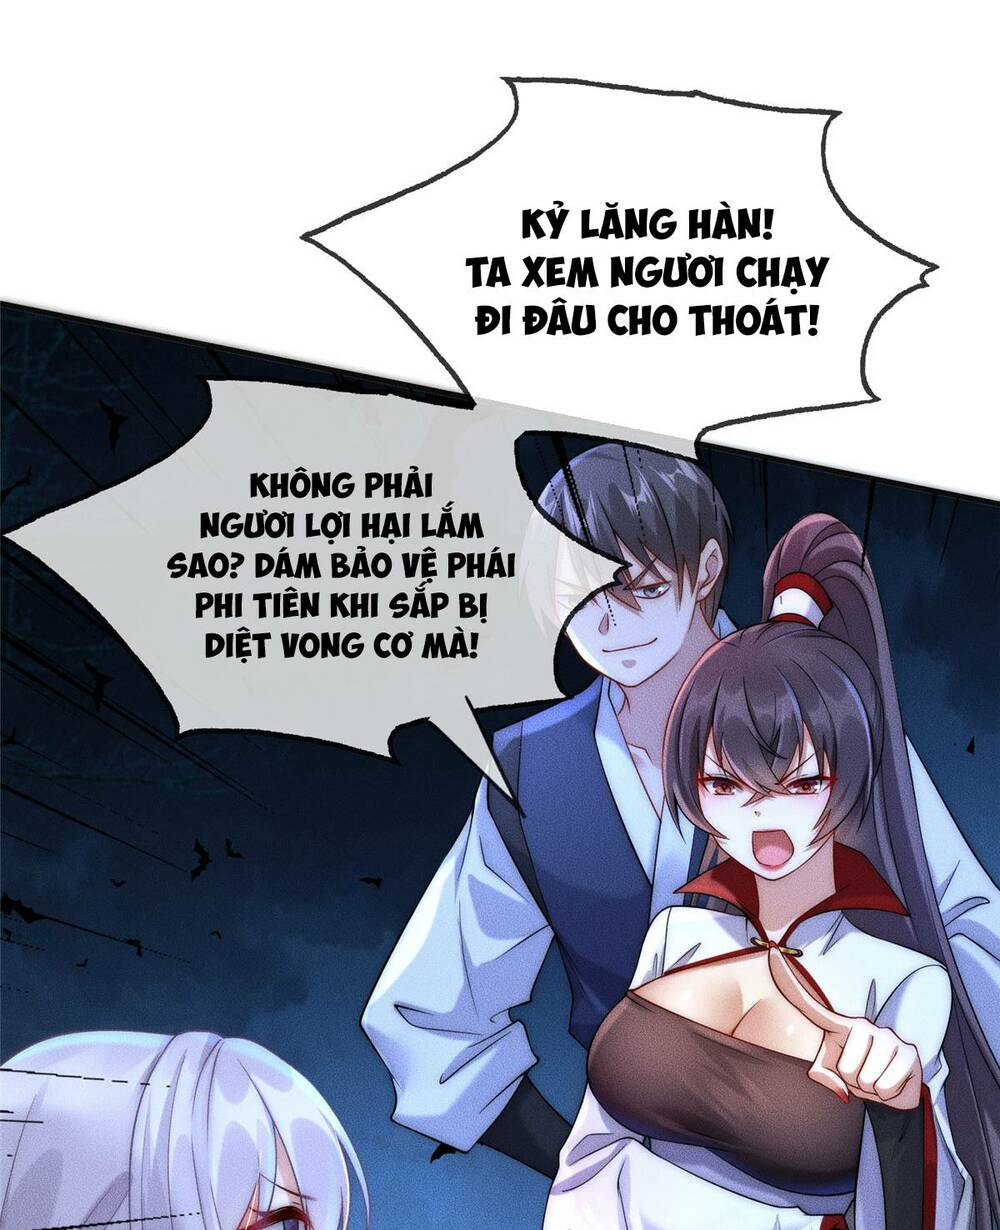 KỶ LĂNG HÀN!
TA XEM NGƯƠI CHẠY
ĐI ĐÂU CHO THOÁT!
KHÔNG PHẢI
NGƯƠI LỢI HẠI LẮM
SAO? DÁM BẢO VỆ PHÁI
PHI TIÊN KHI SẮP BỊ
DIỆT VONG CƠ MÀ!